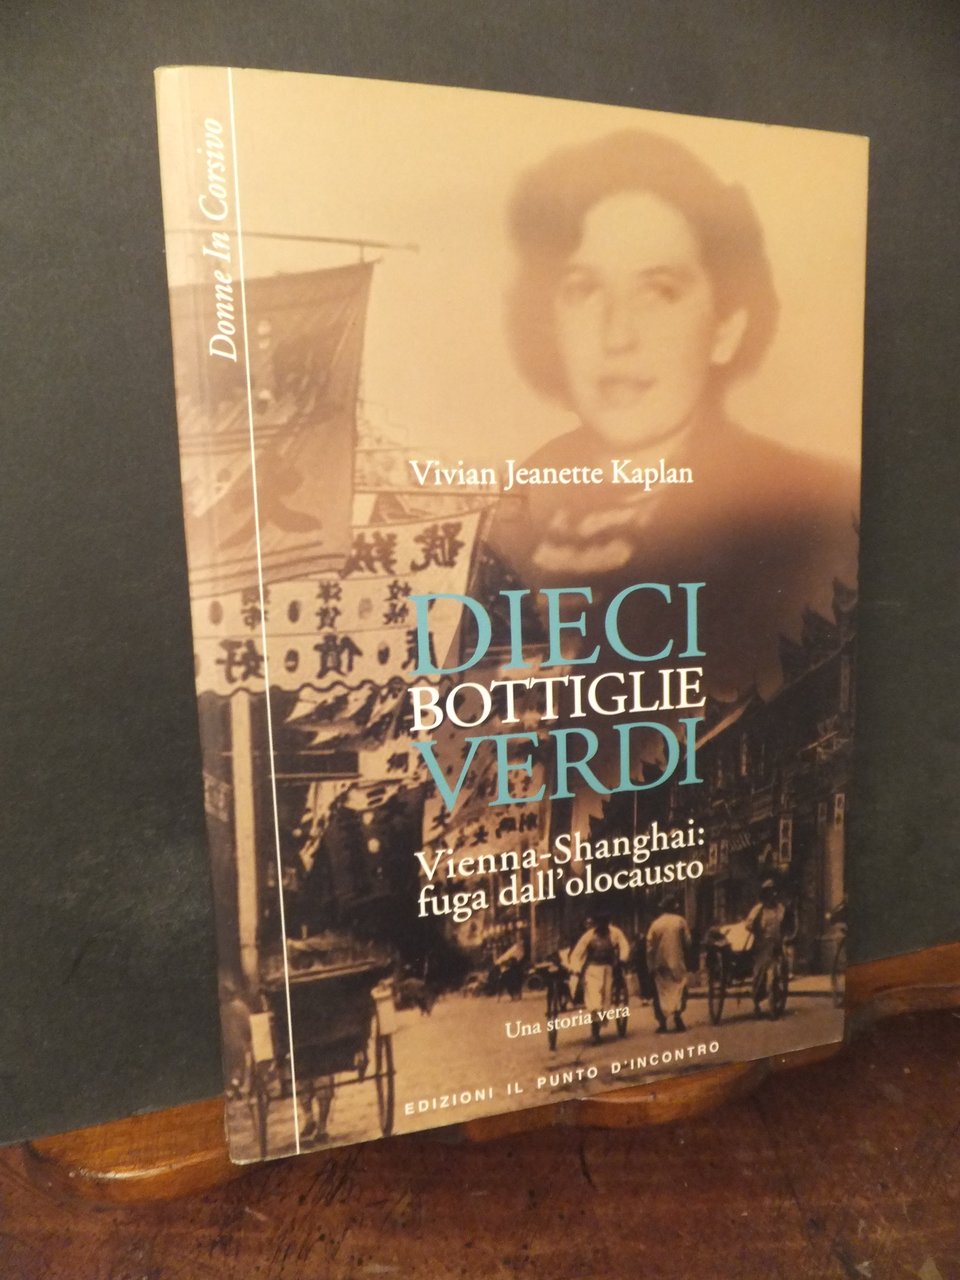 Donne In Corsivo
Vivian Jeanette Kaplan
DIECI
BOTTIGLIE
VERDI
Vienna-Shanghai:
fuga dall'olocausto
Una storia vera
EDIZIONI IL PUNTO D'INCONTRO